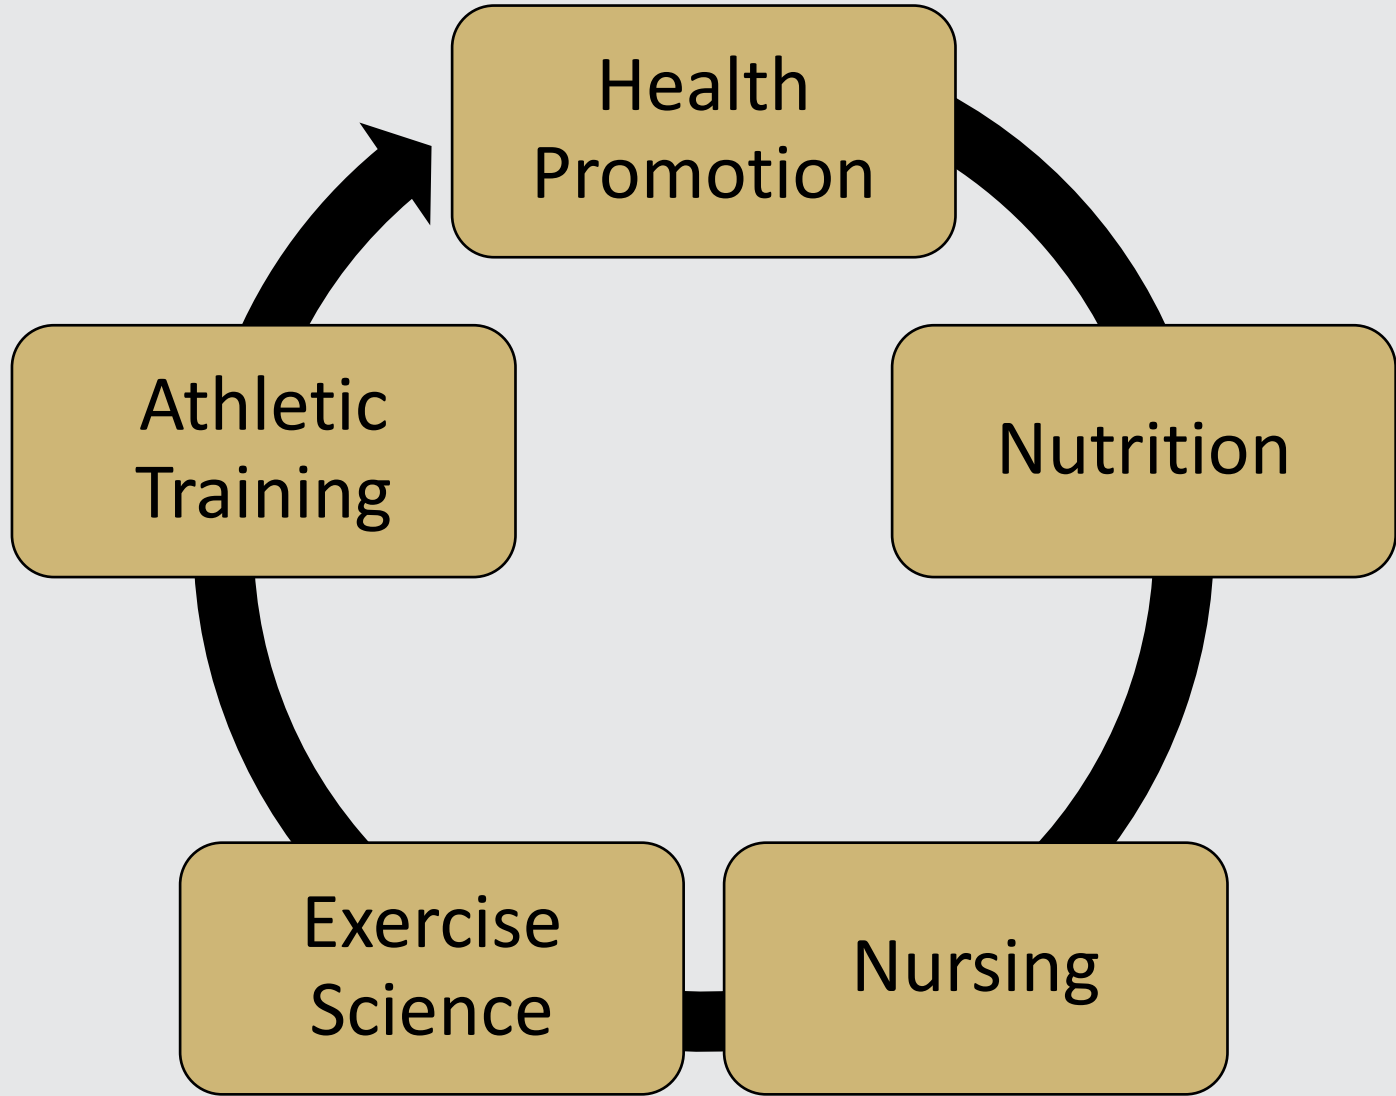 Health
Promotion
Nutrition
Nursing
Exercise
Science
Athletic
Training